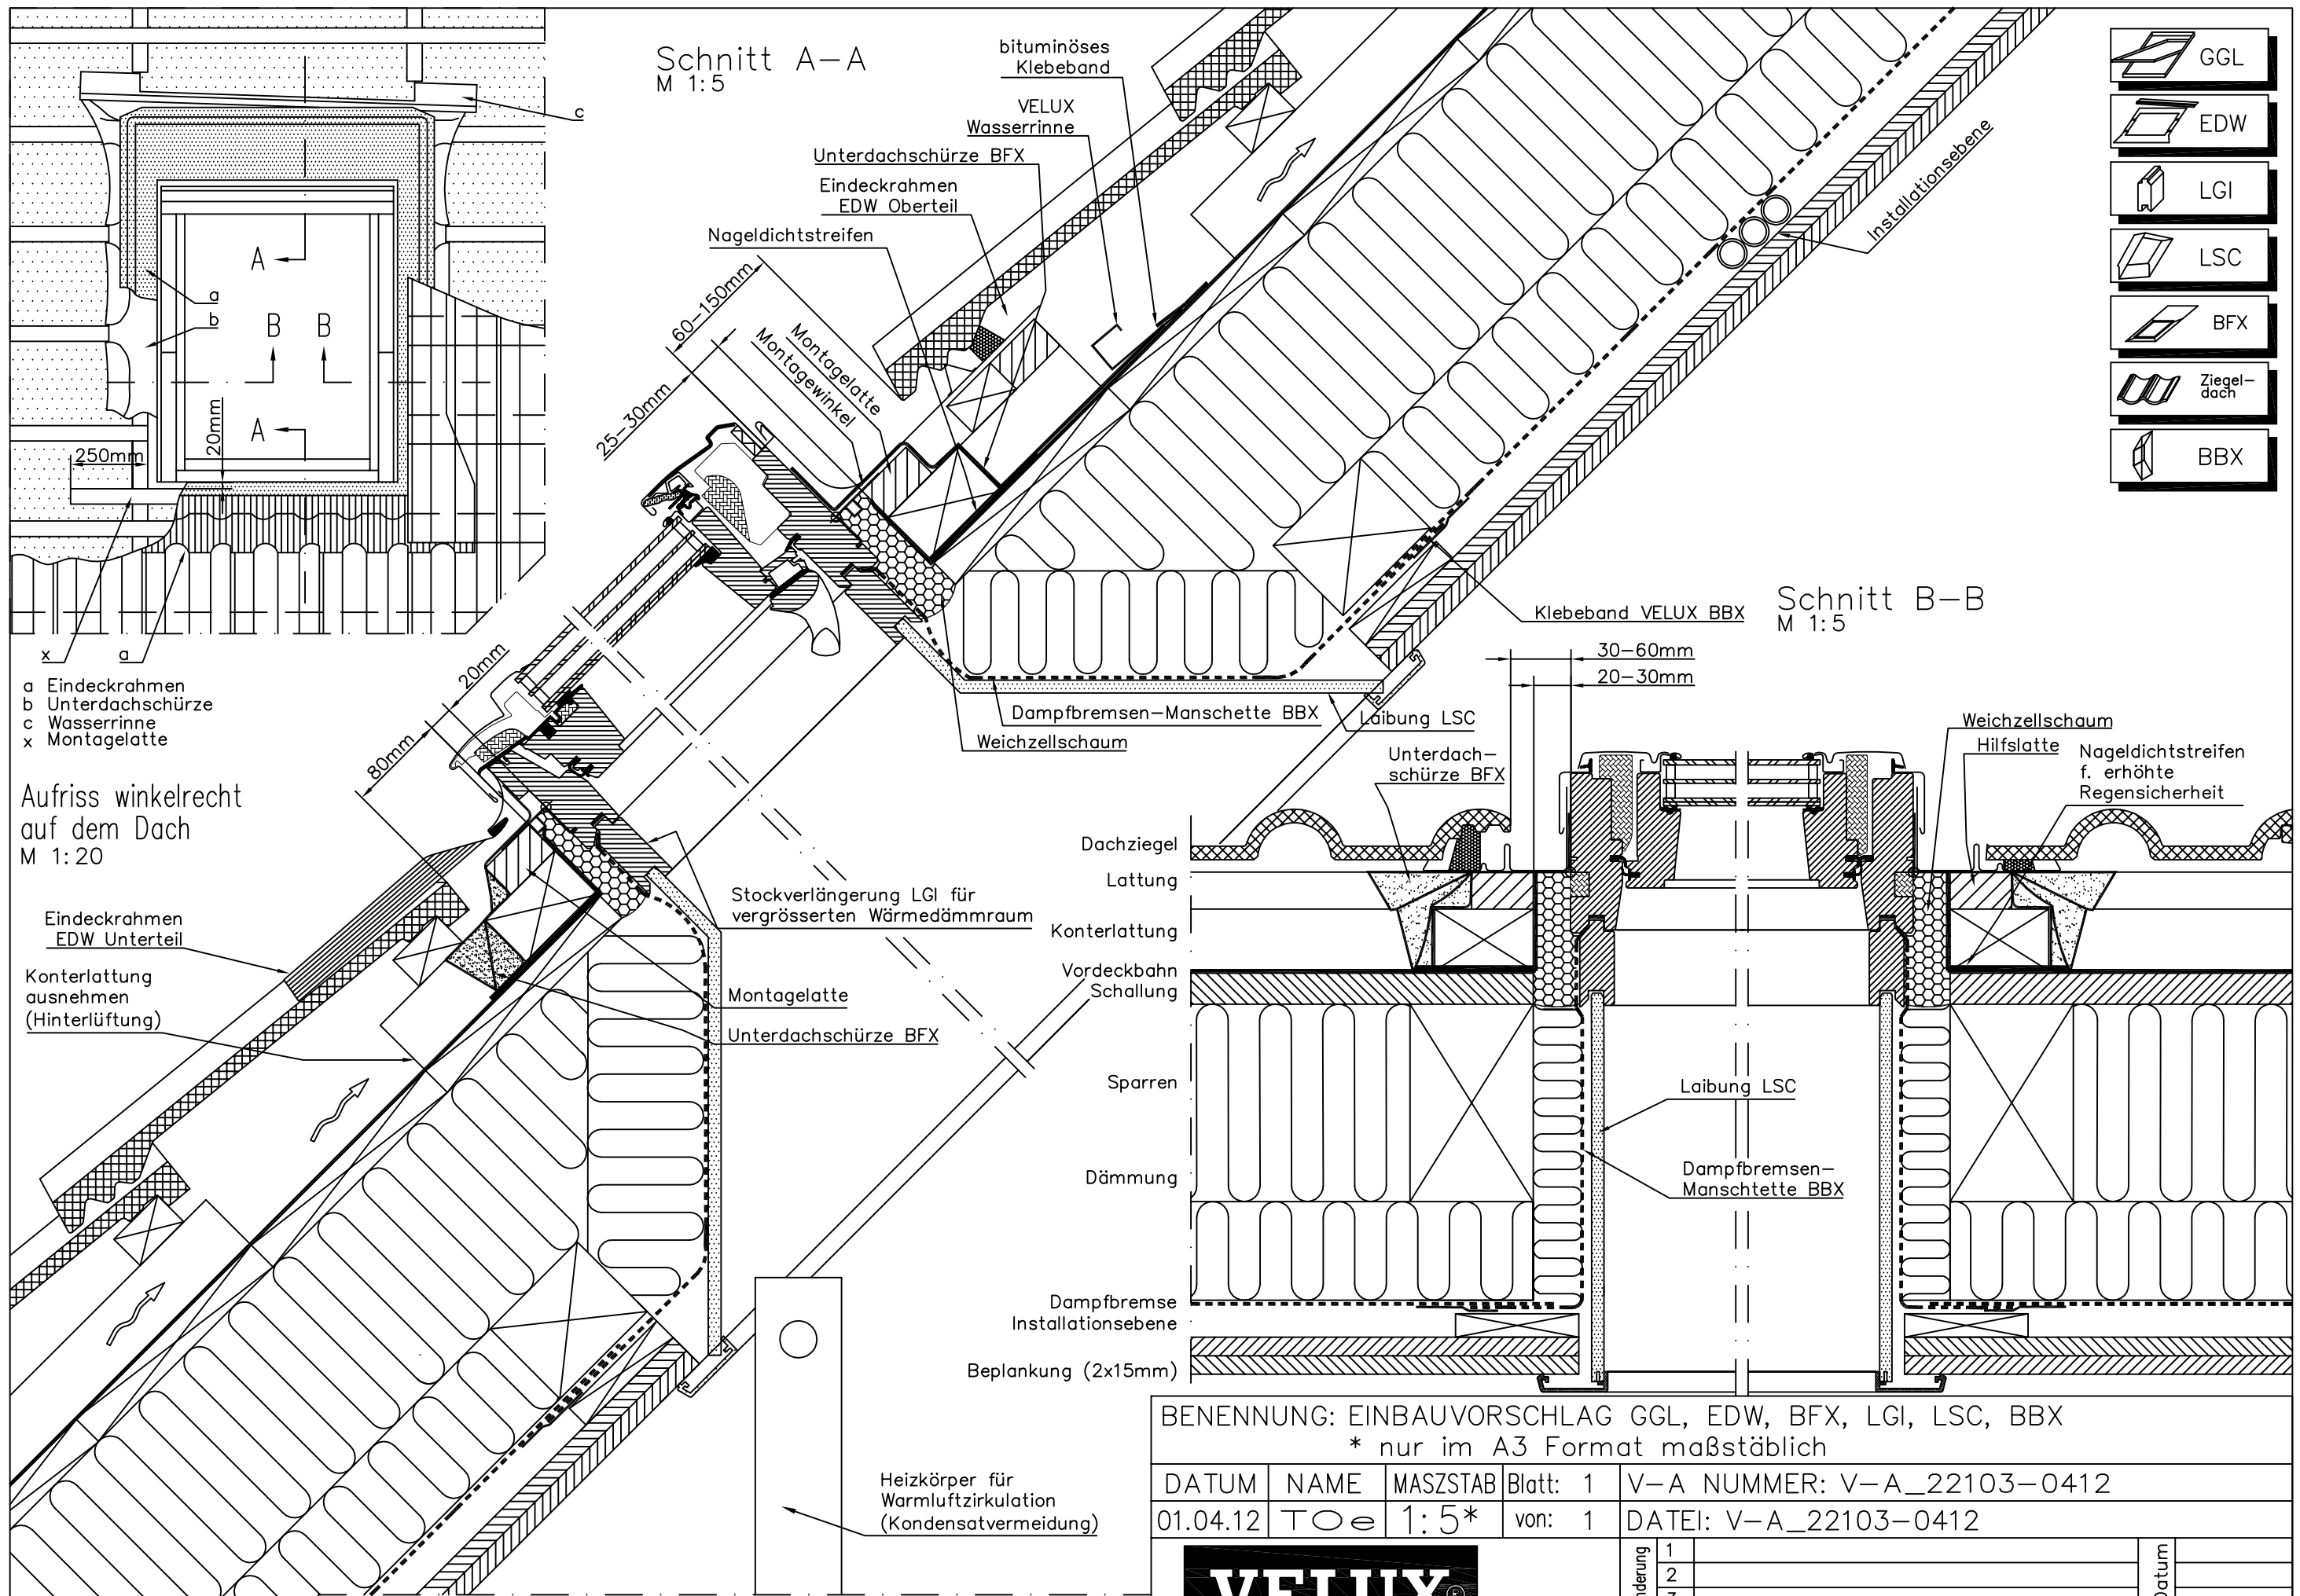 Schnitt A–A
M 1:5
bituminöses
Klebeband
VELUX
Wasserrinne
Unterdachschürze BFX
Eindeckrahmen
EDW Oberteil
Nageldichtstreifen
60–150mm
Montagelatte
Montagewinkel
25–30mm
Installationsebene
GGL
EDW
LGI
LSC
BFX
Ziegel–
dach
BBX
c
A
a
b
B B
A
20mm
250mm
x a
a Eindeckrahmen
b Unterdachschürze
c Wasserrinne
x Montagelatte
Aufriss winkelrecht
auf dem Dach
M 1:20
20mm
80mm
Klebeband VELUX BBX
Dampfbremsen–Manschette BBX
Laibung LSC
Weichzellschaum
Eindeckrahmen
EDW Unterteil
Konterlattung
ausnehmen
(Hinterlüftung)
Stockverlängerung LGI für
vergrösserten Wärmedämmraum
Montagelatte
Unterdachschürze BFX
Heizkörper für
Warmluftzirkulation
(Kondensatvermeidung)
Schnitt B–B
M 1:5
30–60mm
20–30mm
Unterdach–
schürze BFX
Weichzellschaum
Hilfslatte
Nageldichtstreifen
f. erhöhte
Regensicherheit
Dachziegel
Lattung
Konterlattung
Vordeckbahn
Schallung
Sparren
Dämmung
Dampfbremse
Installationsebene
Beplankung (2x15mm)
Laibung LSC
Dampfbremsen–
Manschtette BBX
BENENNUNG: EINBAUVORSCHLAG GGL, EDW, BFX, LGI, LSC, BBX
* nur im A3 Format maßstäblich
DATUM NAME MASZSTAB Blatt: 1 V–A NUMMER: V–A_22103–0412
01.04.12 TOe 1:5* von: 1 DATEI: V–A_22103–0412
VELUX®
1
2